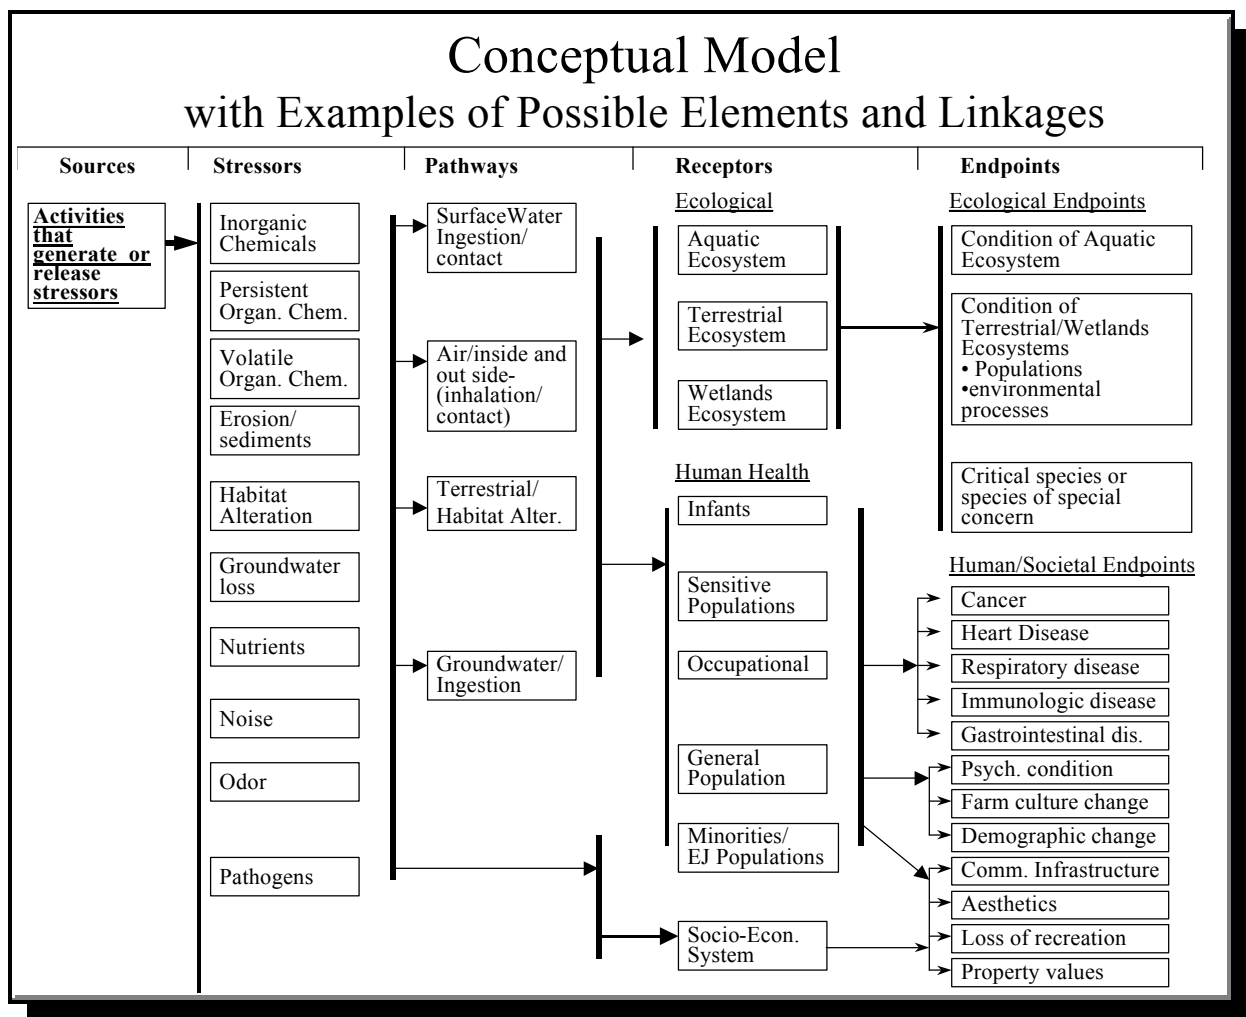 Conceptual Model
with Examples of Possible Elements and Linkages
Sources
Stressors
Pathways
Receptors
Endpoints
Activities
that
generate or
release
stressors
Inorganic
Chemicals
Persistent
Organ. Chem.
Volatile
Organ. Chem.
Erosion/
sediments
Habitat
Alteration
Groundwater
loss
Nutrients
Noise
Odor
Pathogens
SurfaceWater
Ingestion/
contact
Air/inside and
out side-
(inhalation/
contact)
Terrestrial/
Habitat Alter.
Groundwater/
Ingestion
Ecological
Aquatic
Ecosystem
Terrestrial
Ecosystem
Wetlands
Ecosystem
Human Health
Infants
Sensitive
Populations
Occupational
General
Population
Minorities/
EJ Populations
Socio-Econ.
System
Ecological Endpoints
Condition of Aquatic
Ecosystem
Condition of
Terrestrial/Wetlands
Ecosystems
• Populations
•environmental
processes
Critical species or
species of special
concern
Human/Societal Endpoints
Cancer
Heart Disease
Respiratory disease
Immunologic disease
Gastrointestinal dis.
Psych. condition
Farm culture change
Demographic change
Comm. Infrastructure
Aesthetics
Loss of recreation
Property values